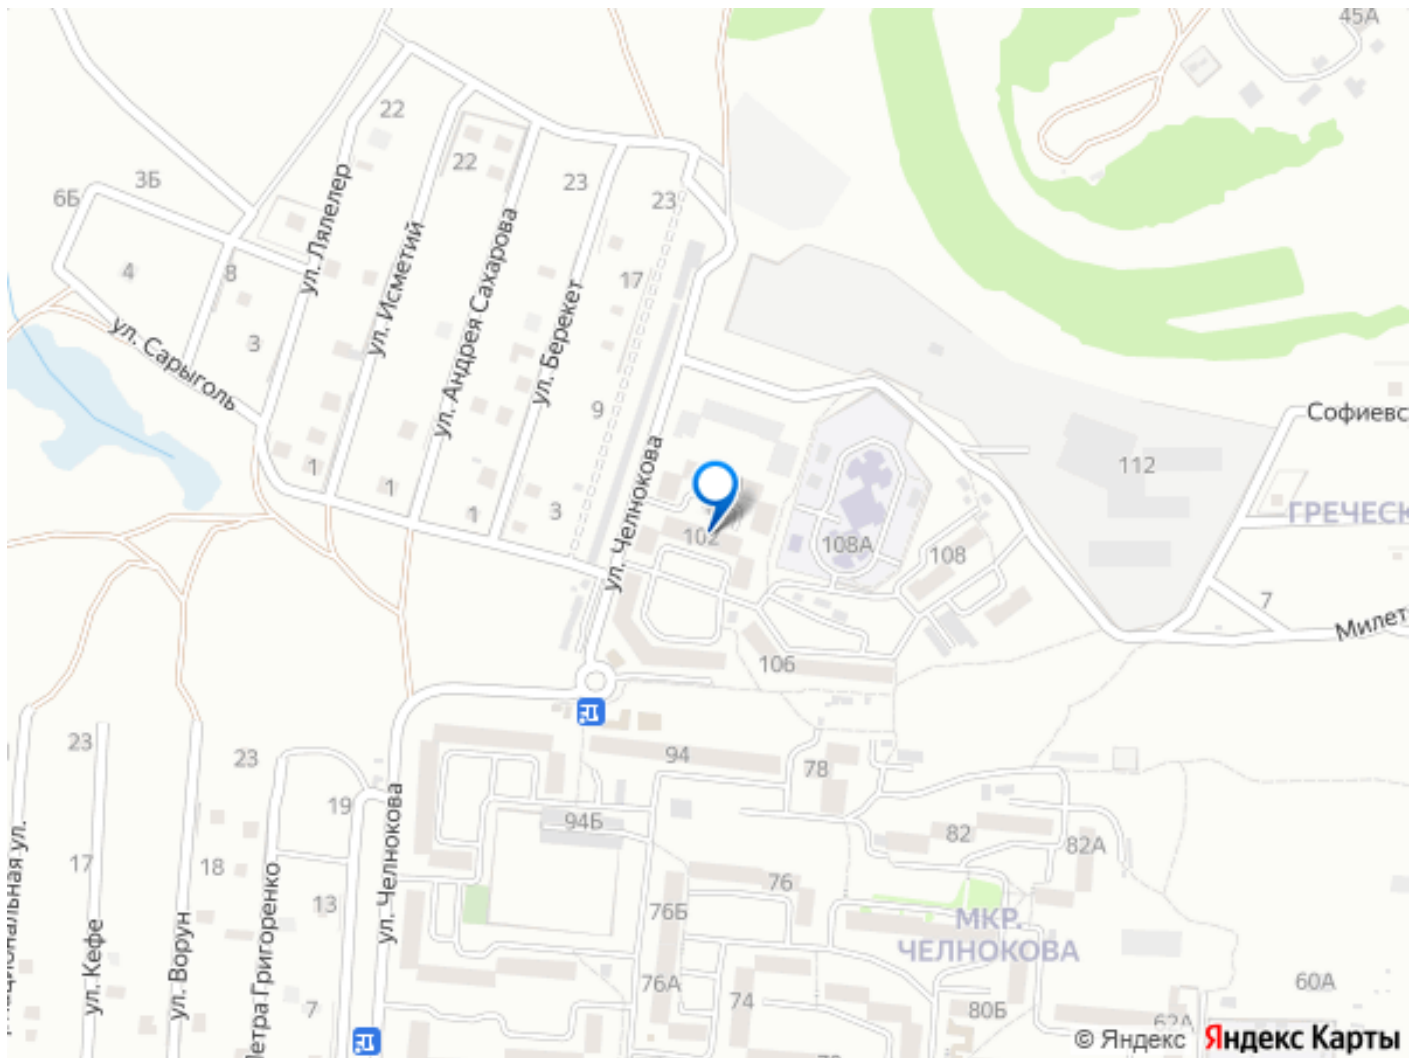 45А
22
22
23
23
3Б
6Б
4
8
3
17
9
1
1
1
3
ул. Лялелер
ул. Исметий
ул. Андрея Сахарова
ул. Берекет
ул. Сарыголь
ул. Челнокова
Софиевс
112
ГРЕЧЕСК
102
108А
108
7
Милет
106
94
78
23
23
19
94Б
82
82А
18
17
13
76
76Б
МКР.
ЧЕЛНОКОВА
ул. Челнокова
ациональная ул.
ул. Кефе
ул. Ворун
Петра Григоренко
7
76А
74
80Б
60А
62А
© Яндекс
Яндекс Карты